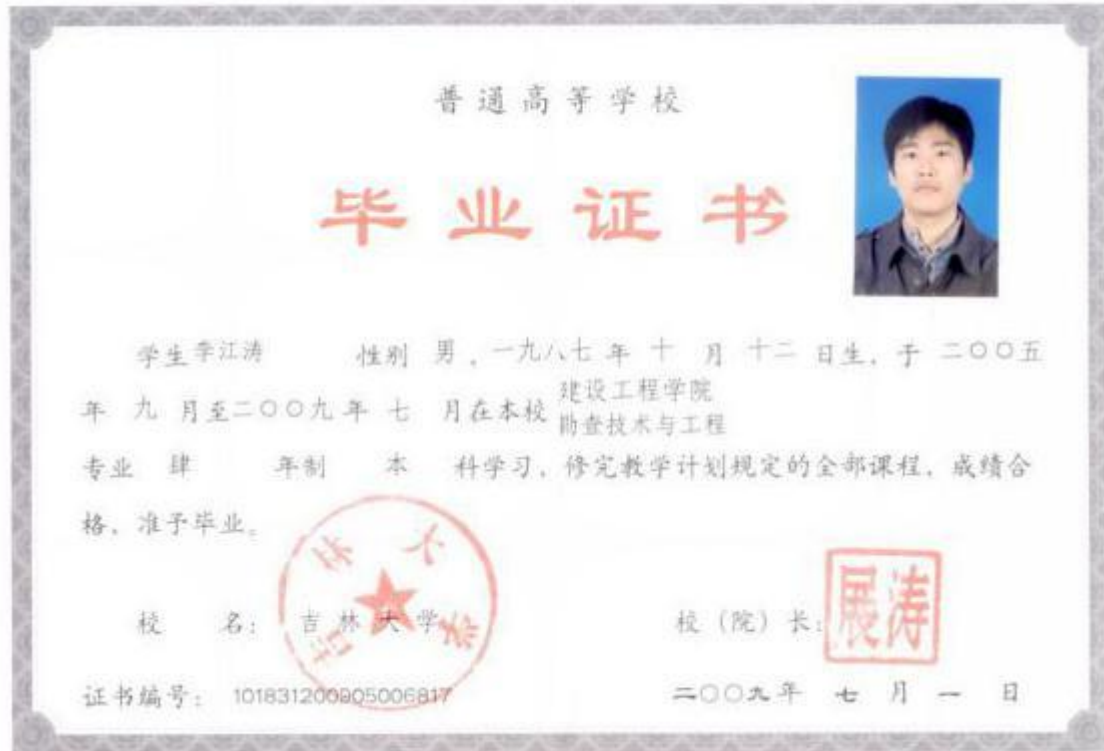 普通高等学校
毕业证书
学生 李江涛 性别 男，一九八七 年 十 月 十二 日生，于 二〇〇五
年 九 月至二〇〇九 年 七 月在本校 建设工程学院
勘查技术与工程
专业 肆 年制 本 科学习，修完教学计划规定的全部课程，成绩合
格，准予毕业。
吉林大学
校 名： 吉林大学
校（院）长：
展涛
证书编号： 101831200905006817
二〇〇九年 七 月 一 日